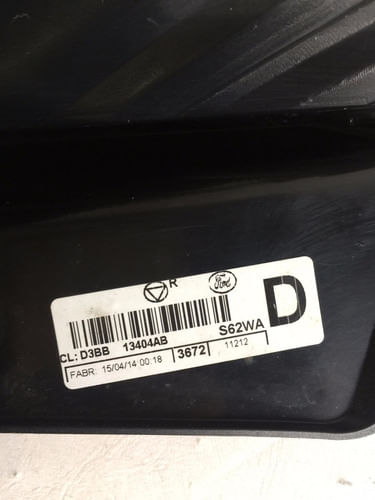 R Ford D
CL: D3BB 13404AB S62WA
FABR: 15/04/14 00:18 3672 11212